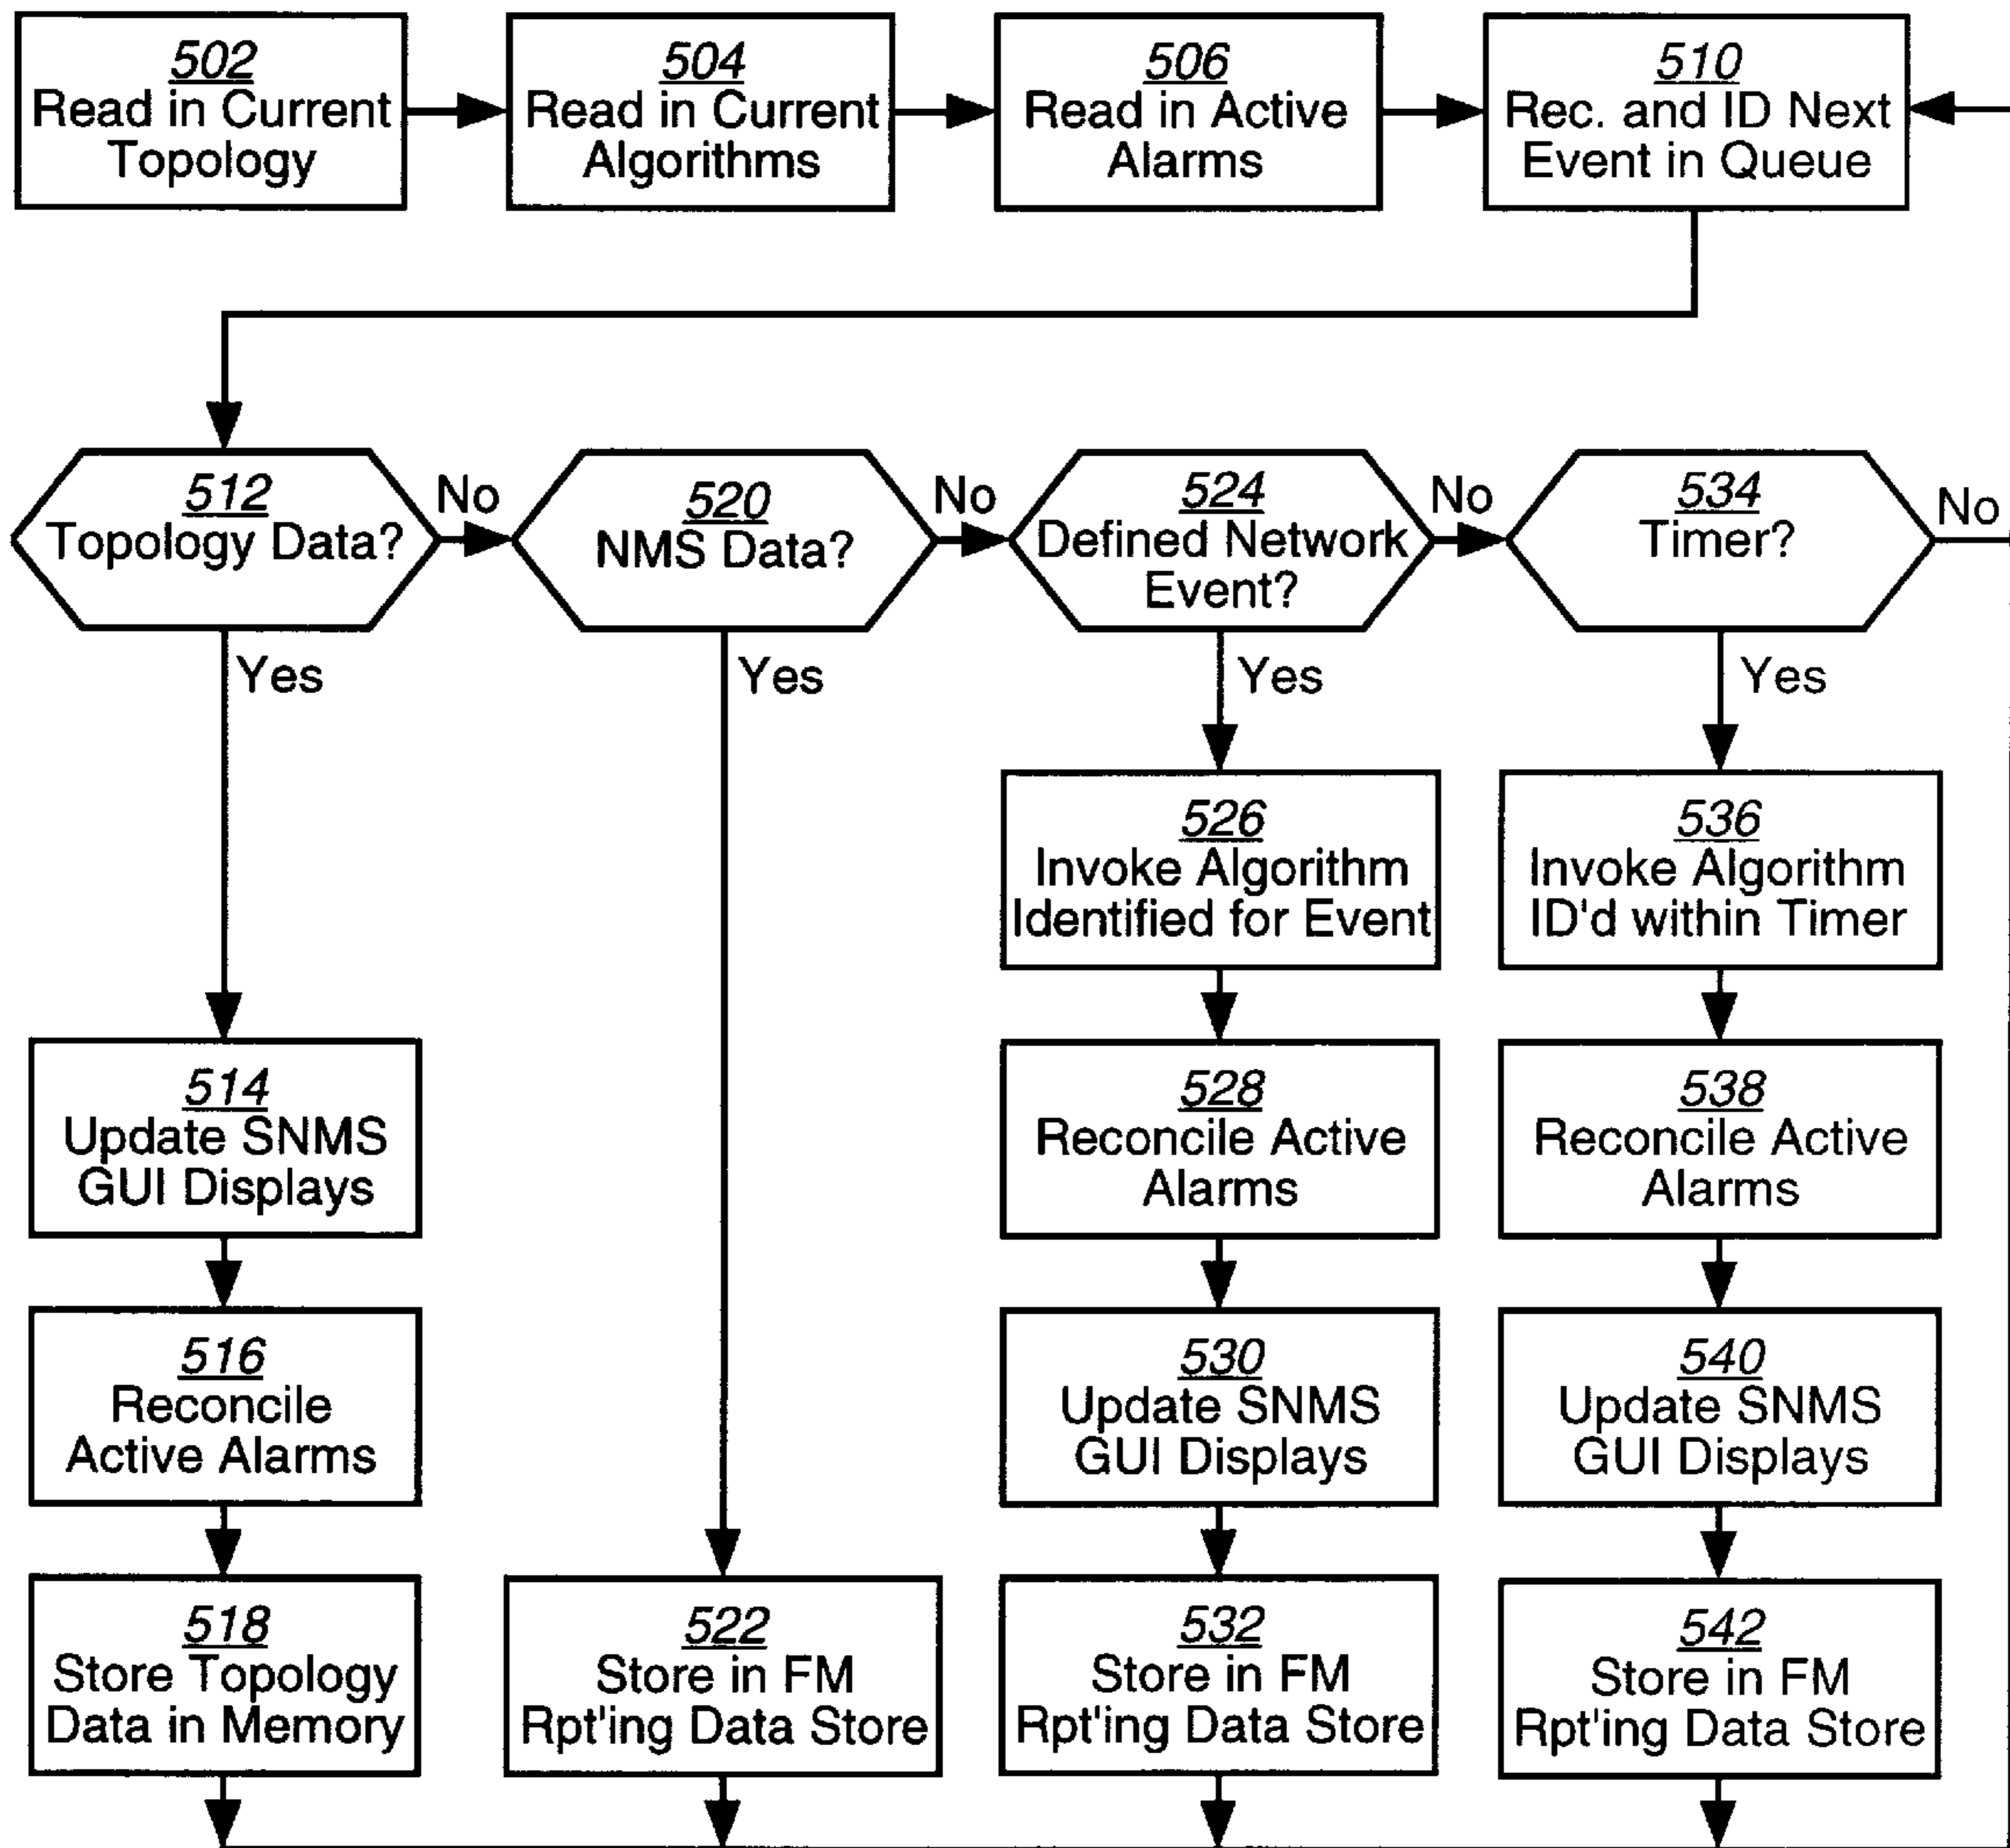 502
Read in Current
Topology
504
Read in Current
Algorithms
506
Read in Active
Alarms
510
Rec. and ID Next
Event in Queue
512
Topology Data?
No
520
NMS Data?
No
524
Defined Network
Event?
No
534
Timer?
No
Yes
Yes
Yes
Yes
526
Invoke Algorithm
Identified for Event
536
Invoke Algorithm
ID'd within Timer
514
Update SNMS
GUI Displays
528
Reconcile Active
Alarms
538
Reconcile Active
Alarms
516
Reconcile
Active Alarms
530
Update SNMS
GUI Displays
540
Update SNMS
GUI Displays
518
Store Topology
Data in Memory
522
Store in FM
Rpt'ing Data Store
532
Store in FM
Rpt'ing Data Store
542
Store in FM
Rpt'ing Data Store